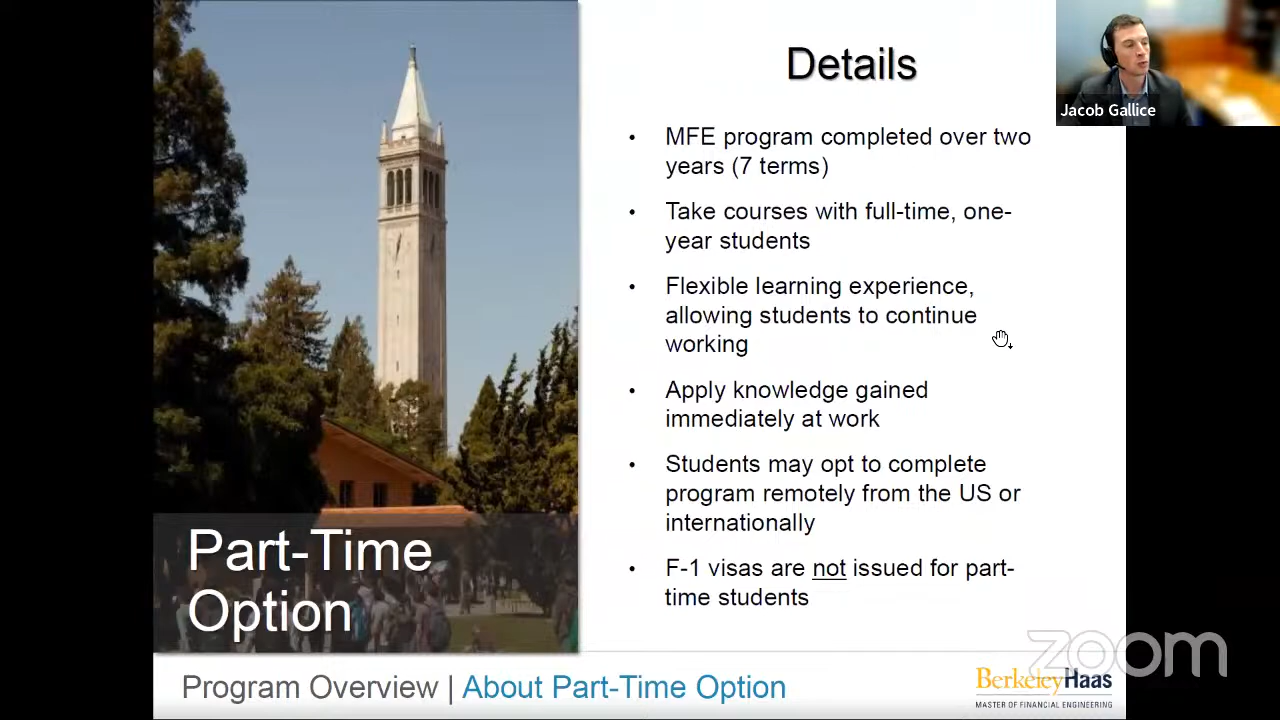 Details
Jacob Gallice
• MFE program completed over two
years (7 terms)
• Take courses with full-time, one-
year students
• Flexible learning experience,
allowing students to continue
working
• Apply knowledge gained
immediately at work
• Students may opt to complete
program remotely from the US or
internationally
• F-1 visas are not issued for part-
time students
Part-Time
Option
zoom
Program Overview | About Part-Time Option
BerkeleyHaas
MASTER OF FINANCIAL ENGINEERING